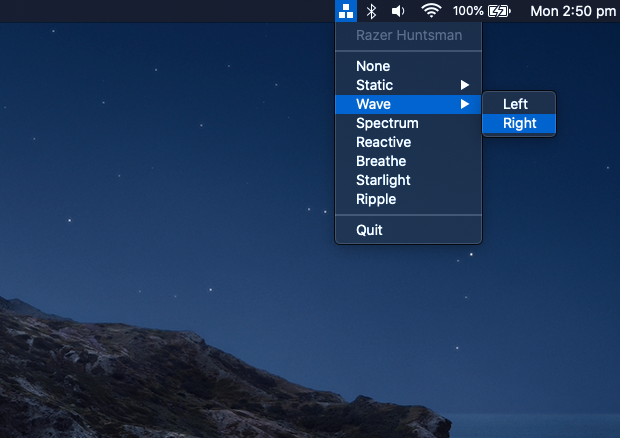 100% Mon 2:50 pm
Razer Huntsman
None
Static
Wave
Left
Spectrum
Right
Reactive
Breathe
Starlight
Ripple
Quit